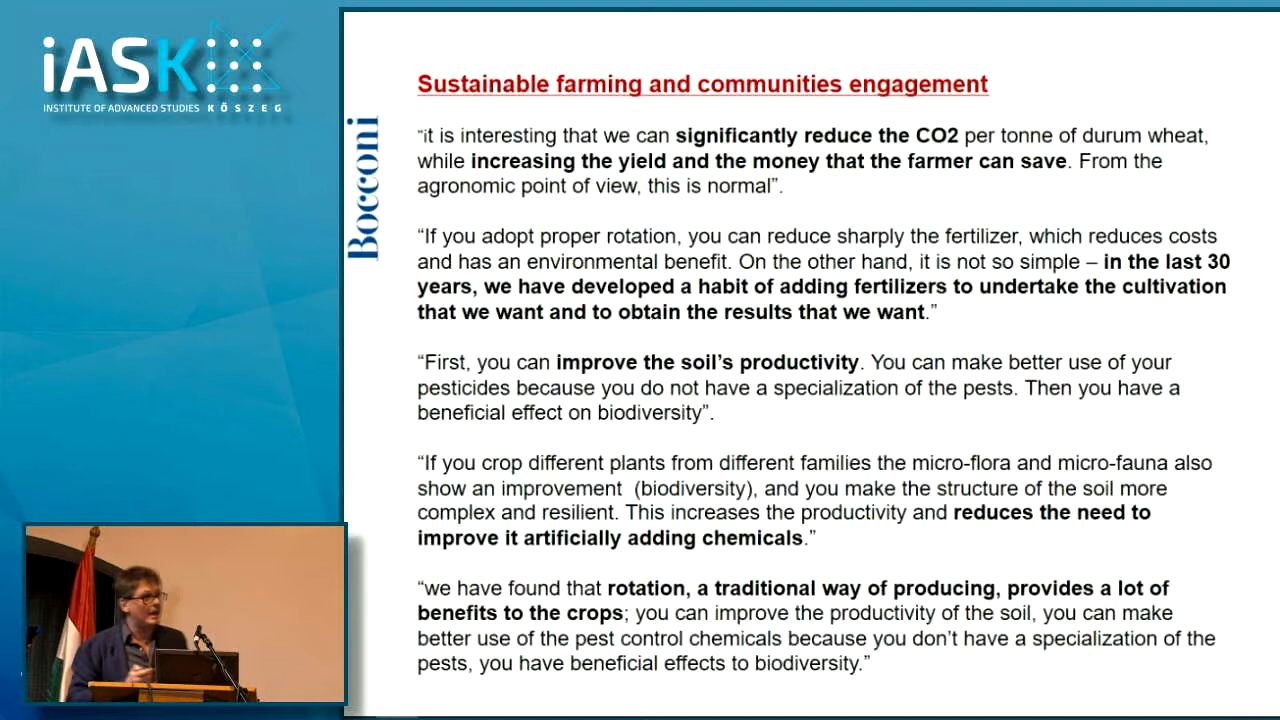 iASK
INSTITUTE OF ADVANCED STUDIES KŐSZEG
Bocconi
Sustainable farming and communities engagement
“it is interesting that we can significantly reduce the CO2 per tonne of durum wheat,
while increasing the yield and the money that the farmer can save. From the
agronomic point of view, this is normal”.
“If you adopt proper rotation, you can reduce sharply the fertilizer, which reduces costs
and has an environmental benefit. On the other hand, it is not so simple – in the last 30
years, we have developed a habit of adding fertilizers to undertake the cultivation
that we want and to obtain the results that we want.”
“First, you can improve the soil’s productivity. You can make better use of your
pesticides because you do not have a specialization of the pests. Then you have a
beneficial effect on biodiversity”.
“If you crop different plants from different families the micro-flora and micro-fauna also
show an improvement  (biodiversity), and you make the structure of the soil more
complex and resilient. This increases the productivity and reduces the need to
improve it artificially adding chemicals.”
“we have found that rotation, a traditional way of producing, provides a lot of
benefits to the crops; you can improve the productivity of the soil, you can make
better use of the pest control chemicals because you don’t have a specialization of the
pests, you have beneficial effects to biodiversity.”